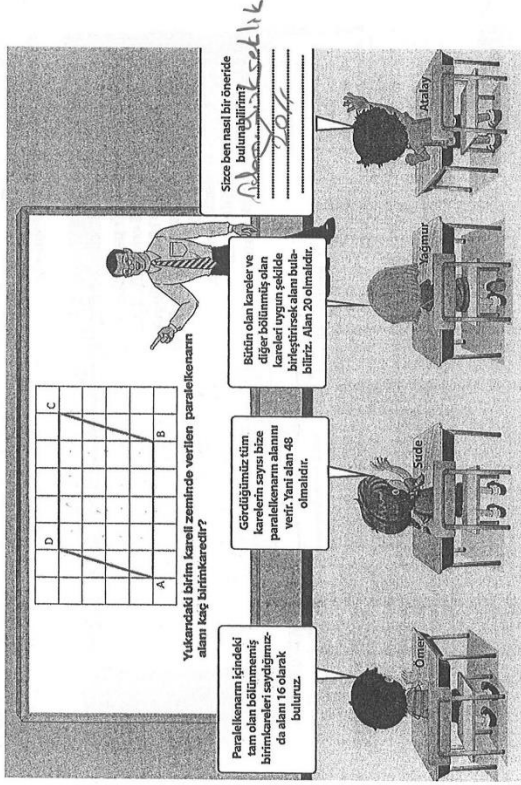 D
C
A
B
Yukarıdaki birim kareli zeminde verilen paralelkenarın
alanı kaç birimkaredir?
Paralelkenarın içindeki
tam olan bölünmemiş
birimkareleri saydığımız-
da alanı 16 olarak
buluruz.
Gördüğümüz tüm
karelerin sayısı bize
paralelkenarın alanını
verir. Yani alan 48
olmalıdır.
Bütün olan kareler ve
diğer bölünmüş olan
kareleri uygun şekilde
birleştirirsek alanı bula-
biliriz. Alan 20 olmalıdır.
Sizce ben nasıl bir öneride
bulunabilirim?
yükseklik
Ömer
Sude
Yağmur
Atalay